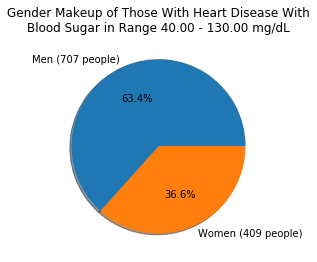 Gender Makeup of Those With Heart Disease With
Blood Sugar in Range 40.00 - 130.00 mg/dL
Men (707 people)
63.4%
36.6%
Women (409 people)